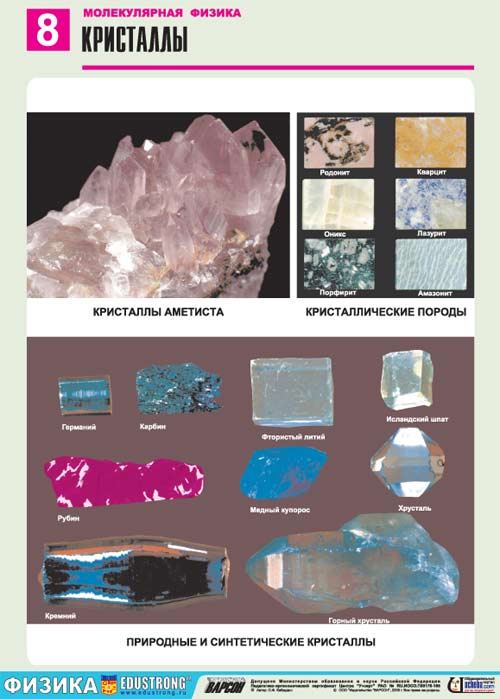 8
МОЛЕКУЛЯРНАЯ ФИЗИКА
КРИСТАЛЛЫ
Родонит
Кварцит
Оникс
Лазурит
Порфирит
Амазонит
КРИСТАЛЛЫ АМЕТИСТА
КРИСТАЛЛИЧЕСКИЕ ПОРОДЫ
Германий
Карбин
Фтористый литий
Исландский шпат
Рубин
Медный купорос
Хрусталь
Кремний
Горный хрусталь
ПРИРОДНЫЕ И СИНТЕТИЧЕСКИЕ КРИСТАЛЛЫ
ФИЗИКА
EDUSTRONG
www.edustrong.ru
ВАРСОН
Допущено Министерством образования и науки Российской Федерации